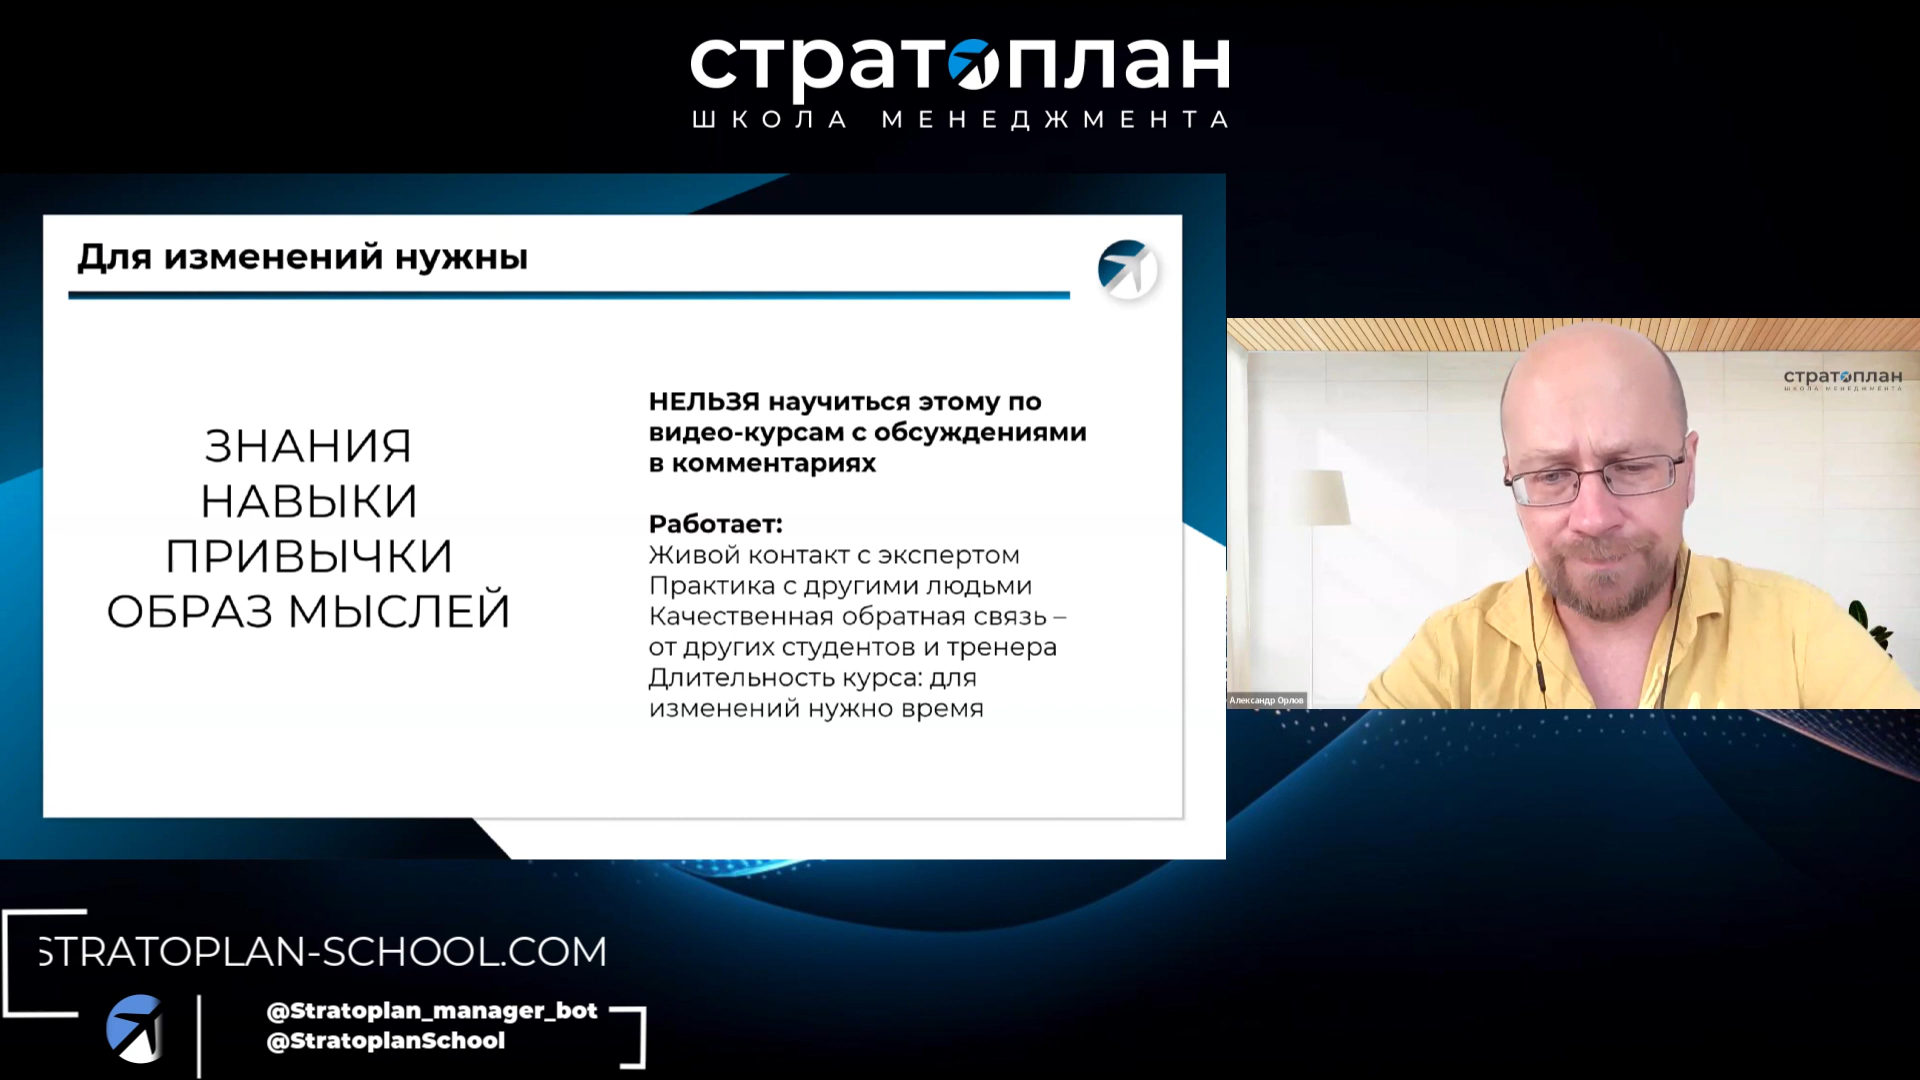 стратоплан
ШКОЛА МЕНЕДЖМЕНТА
Для изменений нужны
ЗНАНИЯ
НАВЫКИ
ПРИВЫЧКИ
ОБРАЗ МЫСЛЕЙ
НЕЛЬЗЯ научиться этому по
видео-курсам с обсуждениями
в комментариях
Работает:
Живой контакт с экспертом
Практика с другими людьми
Качественная обратная связь –
от других студентов и тренера
Длительность курса: для
изменений нужно время
стратоплан
ШКОЛА МЕНЕДЖМЕНТА
Александр Орлов
STRATOPLAN-SCHOOL.COM
@Stratoplan_manager_bot
@StratoplanSchool